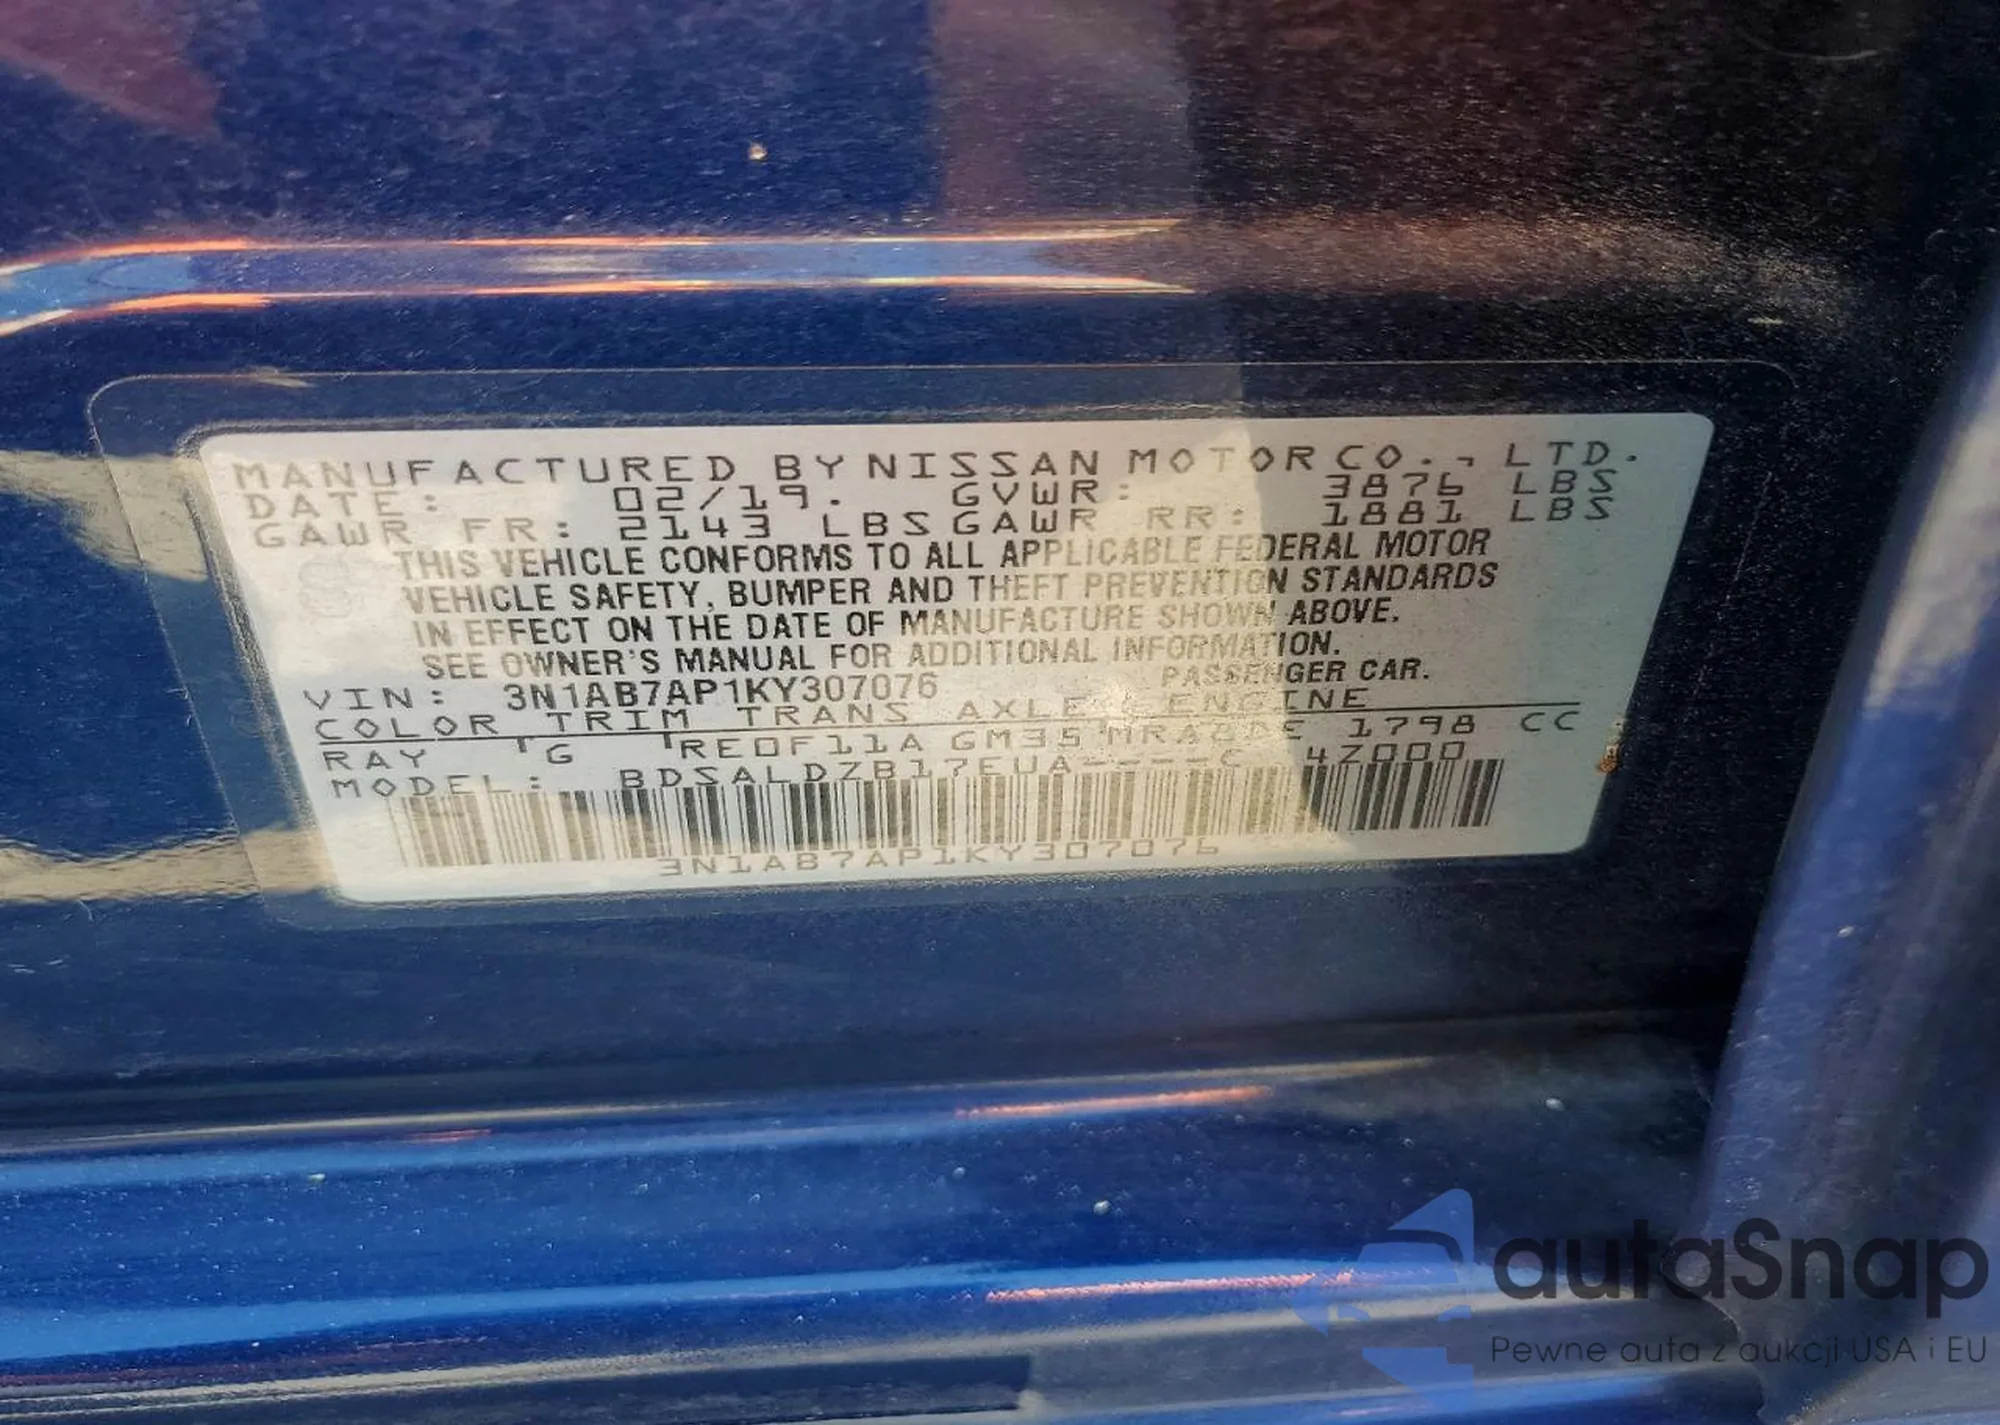 MANUFACTURED BY NISSAN MOTOR CO., LTD.
DATE: 02/19. GVWR: 3876 LBS
GAWR FR: 2143 LBS GAWR RR: 1881 LBS
THIS VEHICLE CONFORMS TO ALL APPLICABLE FEDERAL MOTOR
VEHICLE SAFETY, BUMPER AND THEFT PREVENTION STANDARDS
IN EFFECT ON THE DATE OF MANUFACTURE SHOWN ABOVE.
SEE OWNER'S MANUAL FOR ADDITIONAL INFORMATION.
PASSENGER CAR.
VIN: 3N1AB7AP1KY307076
COLOR TRIM TRANS AXLE ENGINE
RAY G RE0F11A GM35 MRA8DE 1798 CC
MODEL: BDSALDZB17EUA----C 4Z000
3N1AB7AP1KY307076
autaSnap
Pewne auta z aukcji USA i EU